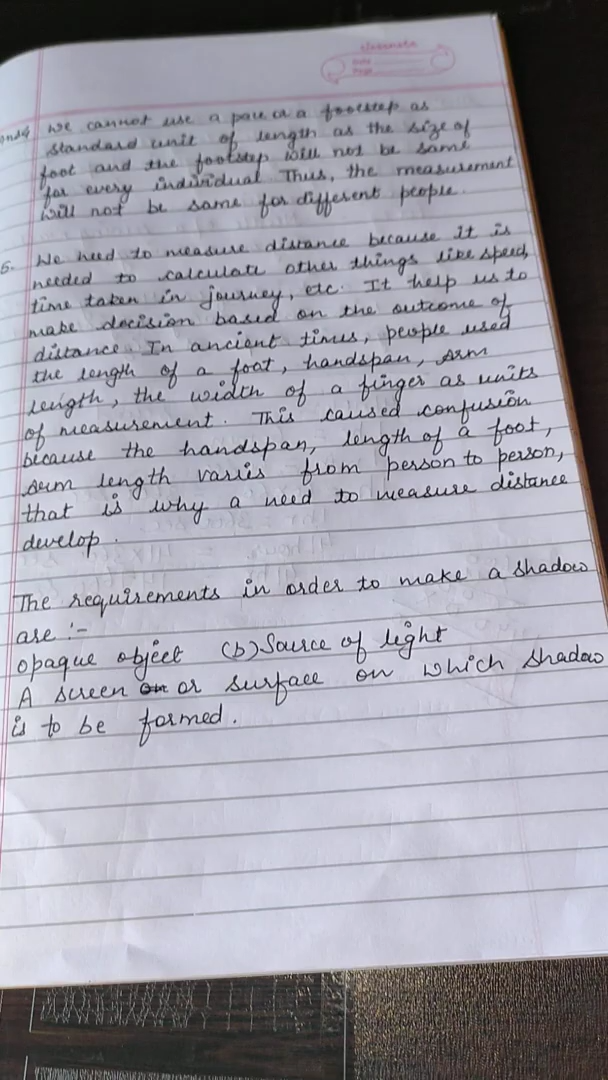 classmate
Date
Page
Ans4 We cannot use a pace or a footstep as
standard unit of length as the size of
foot and the footstep will not be same
for every individual Thus, the measurement
will not be same for different people.
5. We need to measure distance because it is
needed to calculate other things like speed,
time taken in journey, etc. It help us to
make decision based on the outcome of
distance. In ancient times, people used
the length of a foot, handspan, arm
length, the width of a finger as units
of measurement. This caused confusion
because the handspan, length of a foot,
arm length varies from person to person,
that is why a need to measure distance
develop.
The requirements in order to make a shadow
are :-
opaque object (b) Source of light
A screen or surface on which shadow
is to be formed.